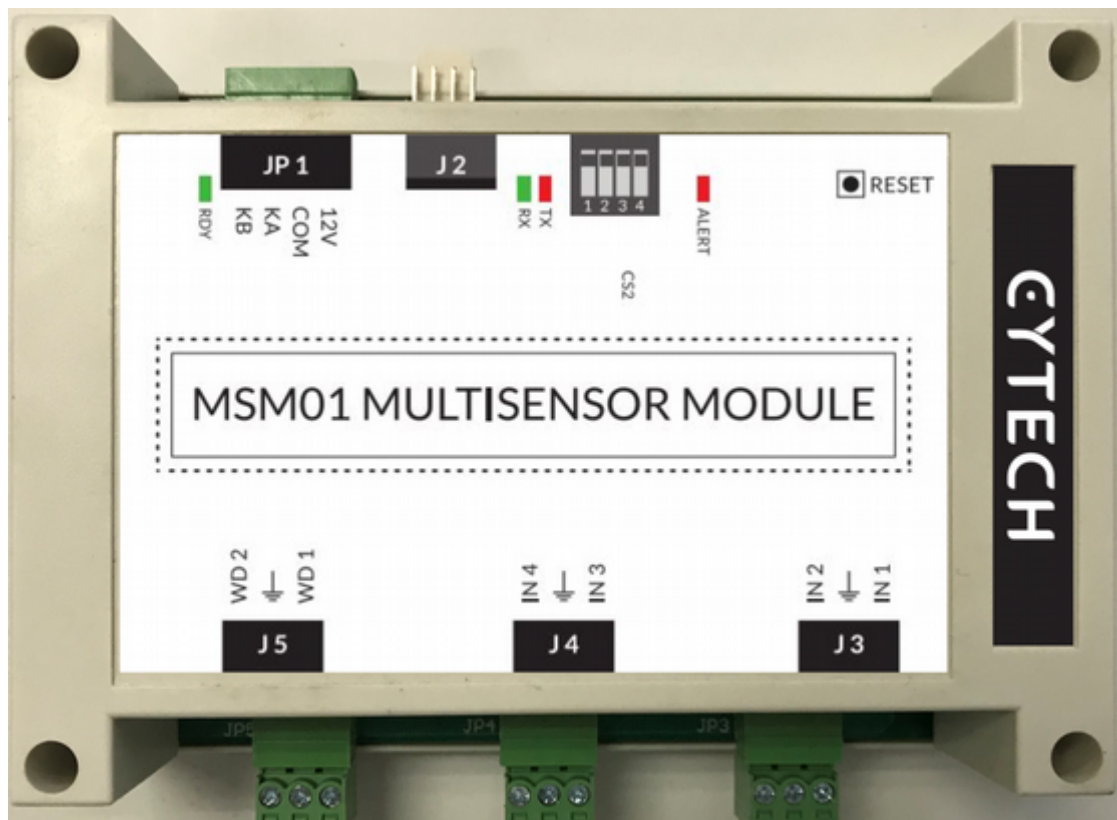 JP 1
J 2
1 2 3 4
RESET
RDY
KB
KA
COM
12V
RX
TX
ALERT
CS2
MSM01 MULTISENSOR MODULE
CYTECH
WD 2
WD 1
IN 4
IN 3
IN 2
IN 1
J 5
J 4
J 3
JP5
JP4
JP3